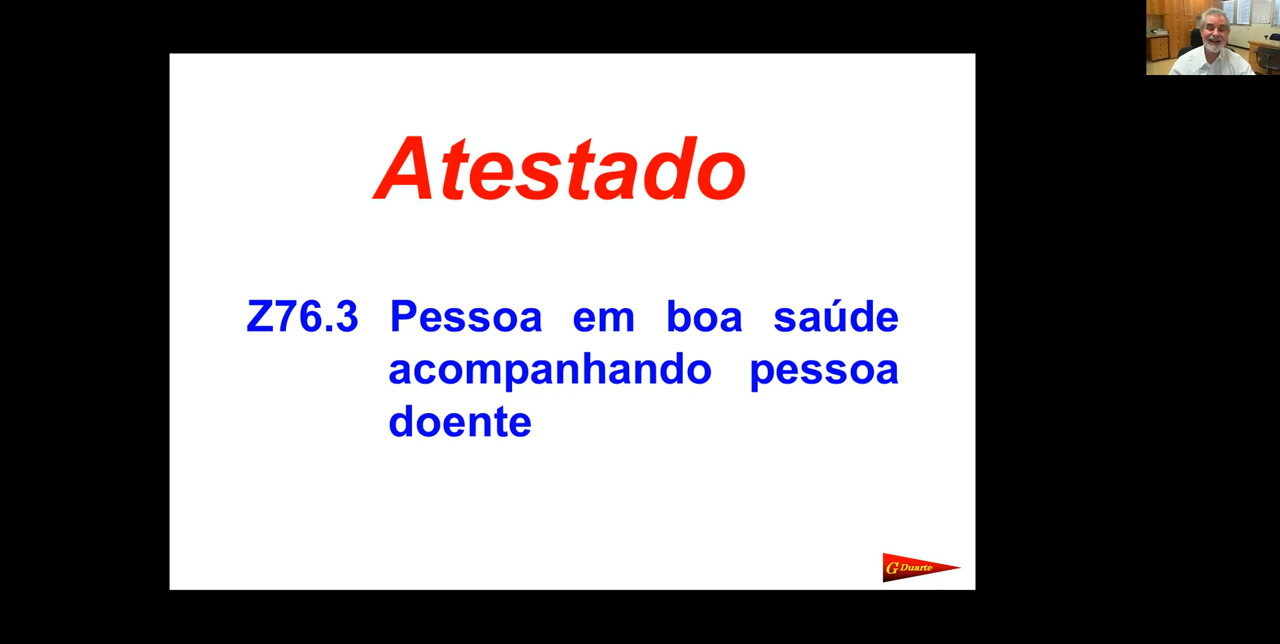 Atestado
Z76.3 Pessoa em boa saúde
acompanhando pessoa
doente
G Duarte